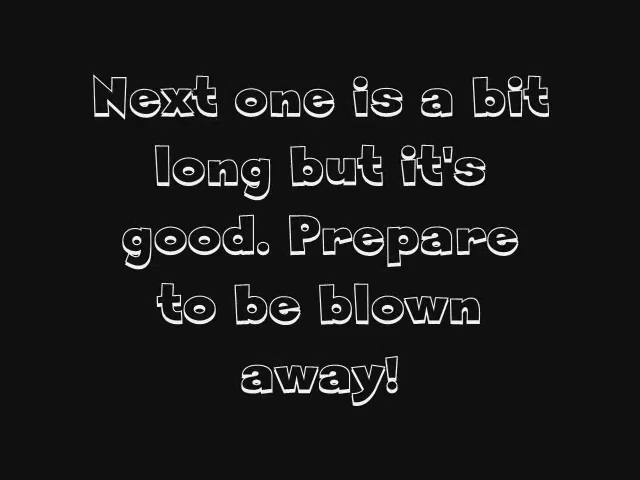 Next one is a bit
long but it's
good. Prepare
to be blown
away!